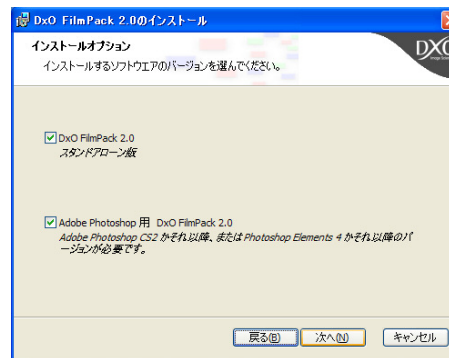 DxO FilmPack 2.0のインストール
インストールオプション
インストールするソフトウエアのバージョンを選んでください。
DxO
DxO FilmPack 2.0
スタンドアローン版
Adobe Photoshop 用 DxO FilmPack 2.0
Adobe Photoshop CS2 かそれ以降、または Photoshop Elements 4 かそれ以降のバ
ージョンが必要です。
戻る(B)
次へ(N)
キャンセル